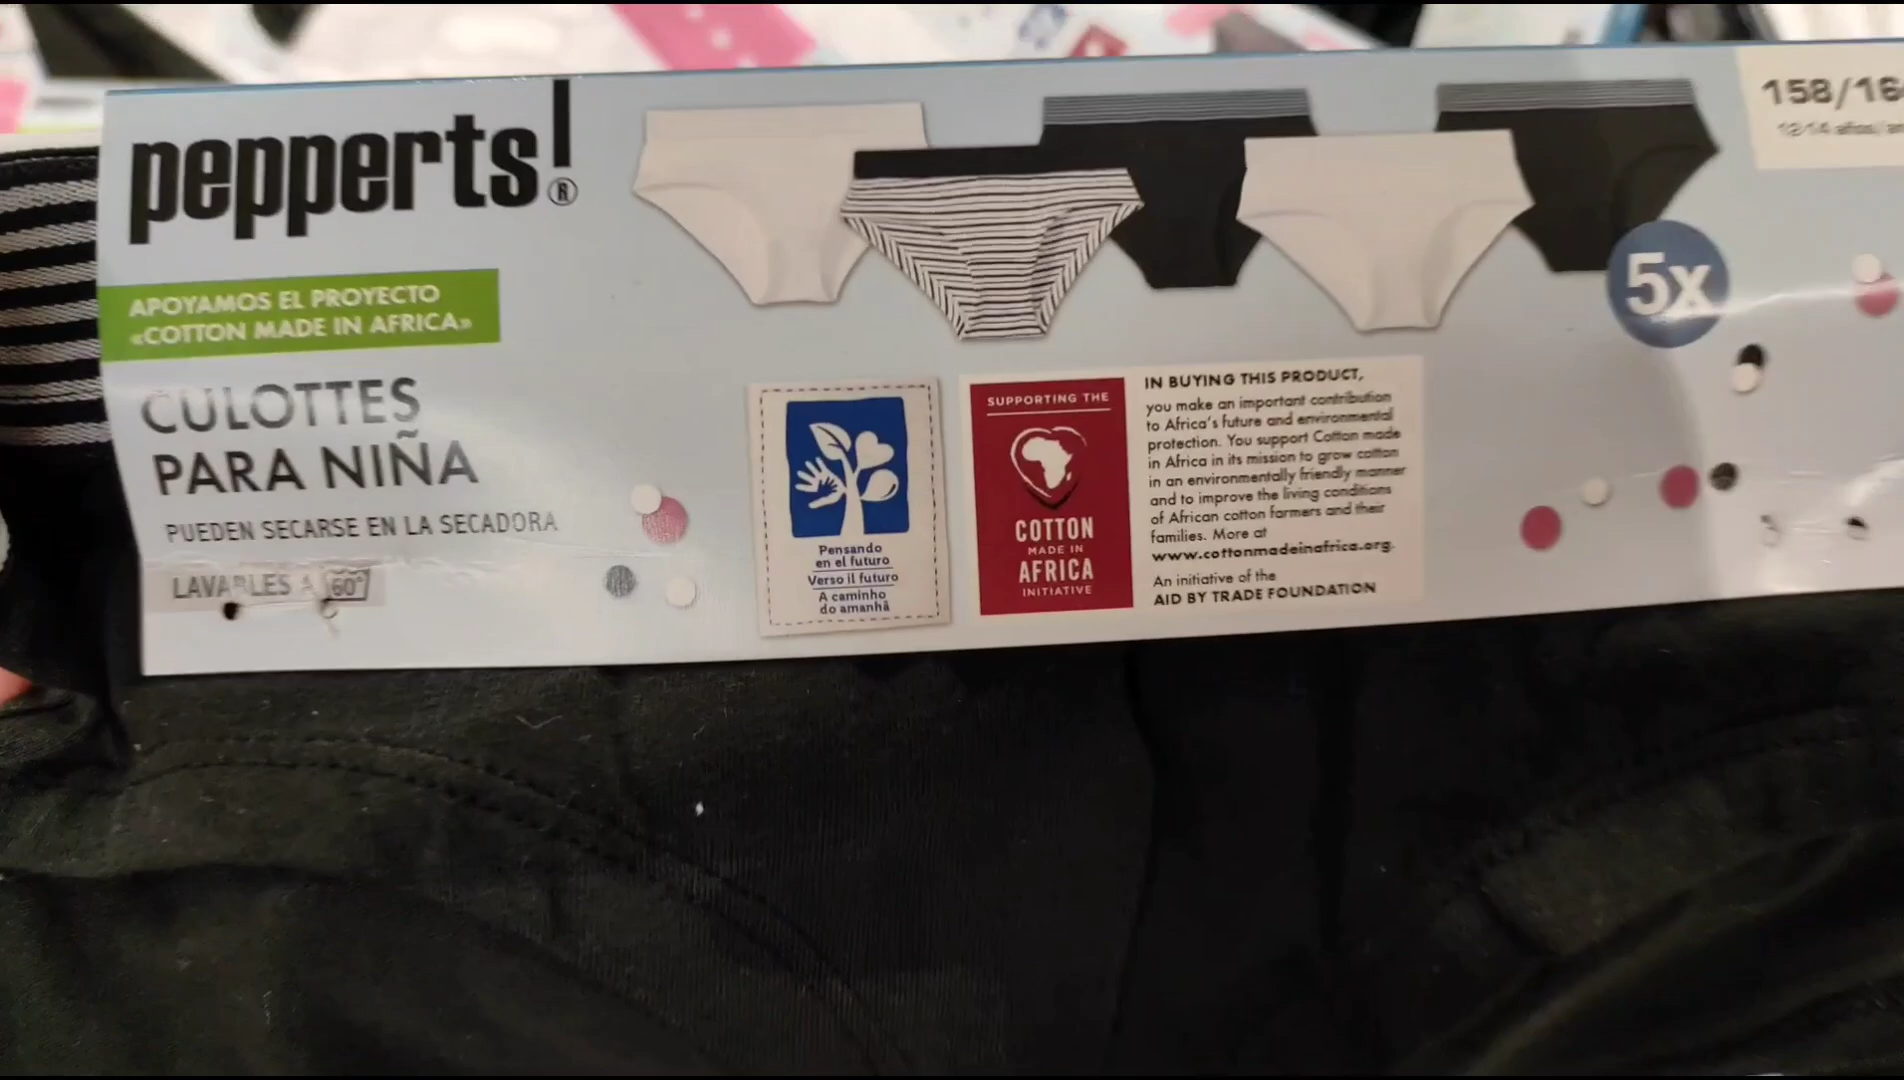 pepperts!®
APOYAMOS EL PROYECTO
«COTTON MADE IN AFRICA»
CULOTTES
PARA NIÑA
PUEDEN SECARSE EN LA SECADORA
LAVABLES A 60°
158/16
12-14 años/
5x
Pensando
en el futuro
Verso il futuro
A caminho
do amanhã
SUPPORTING THE
COTTON
MADE IN
AFRICA
INITIATIVE
IN BUYING THIS PRODUCT,
you make an important contribution
to Africa's future and environmental
protection. You support Cotton made
in Africa in its mission to grow cotton
in an environmentally friendly manner
and to improve the living conditions
of African cotton farmers and their
families. More at
www.cottonmadeinafrica.org.
An initiative of the
AID BY TRADE FOUNDATION